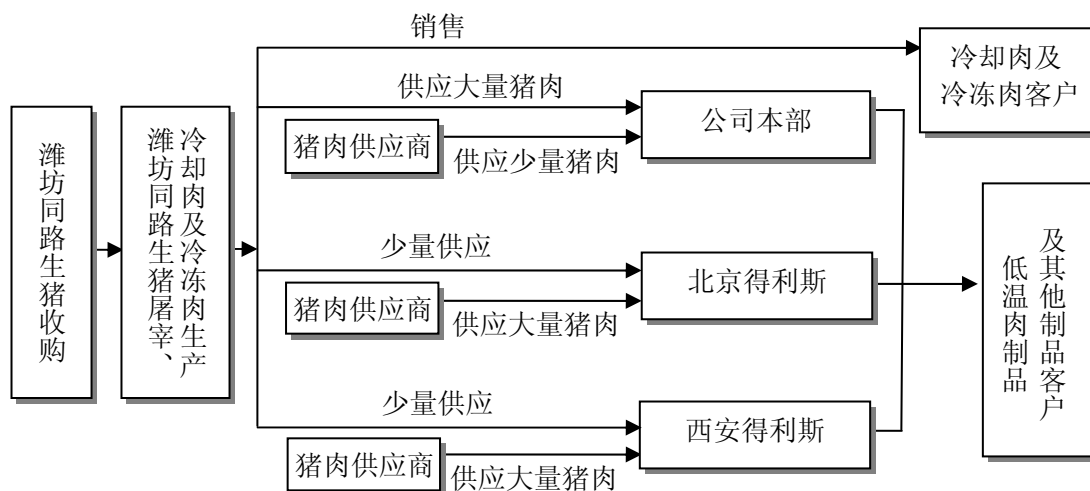 销售
冷却肉及
冷冻肉客户
供应大量猪肉
公司本部
猪肉供应商
供应少量猪肉
潍坊同路生猪收购
潍坊同路生猪屠宰、
冷却肉及冷冻肉生产
少量供应
北京得利斯
猪肉供应商
供应大量猪肉
低温肉制品
及其他制品客户
少量供应
西安得利斯
猪肉供应商
供应大量猪肉